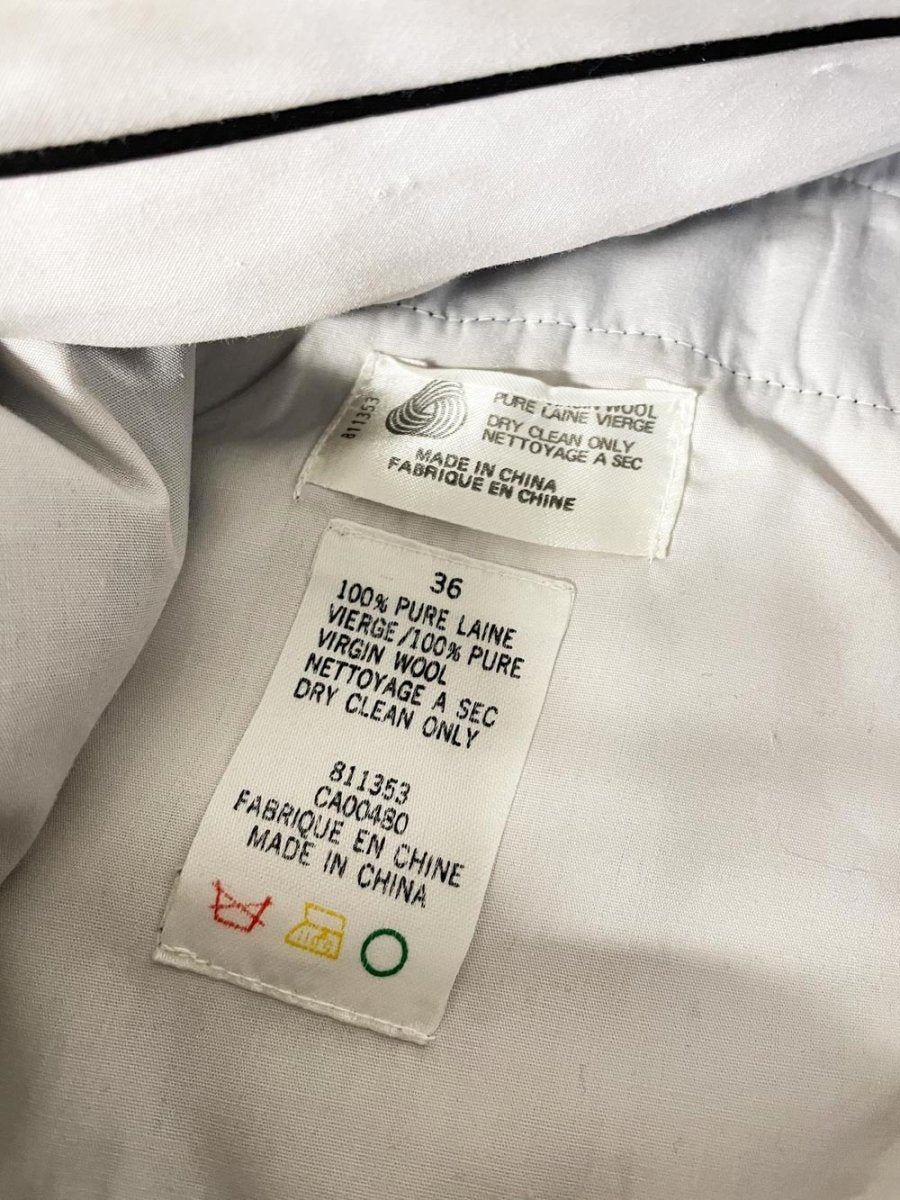 811353
WOOL
PURE LAINE VIERGE
DRY CLEAN ONLY
NETTOYAGE A SEC
MADE IN CHINA
FABRIQUE EN CHINE
36
100% PURE LAINE
VIERGE/100% PURE
VIRGIN WOOL
NETTOYAGE A SEC
DRY CLEAN ONLY
811353
CA00480
FABRIQUE EN CHINE
MADE IN CHINA